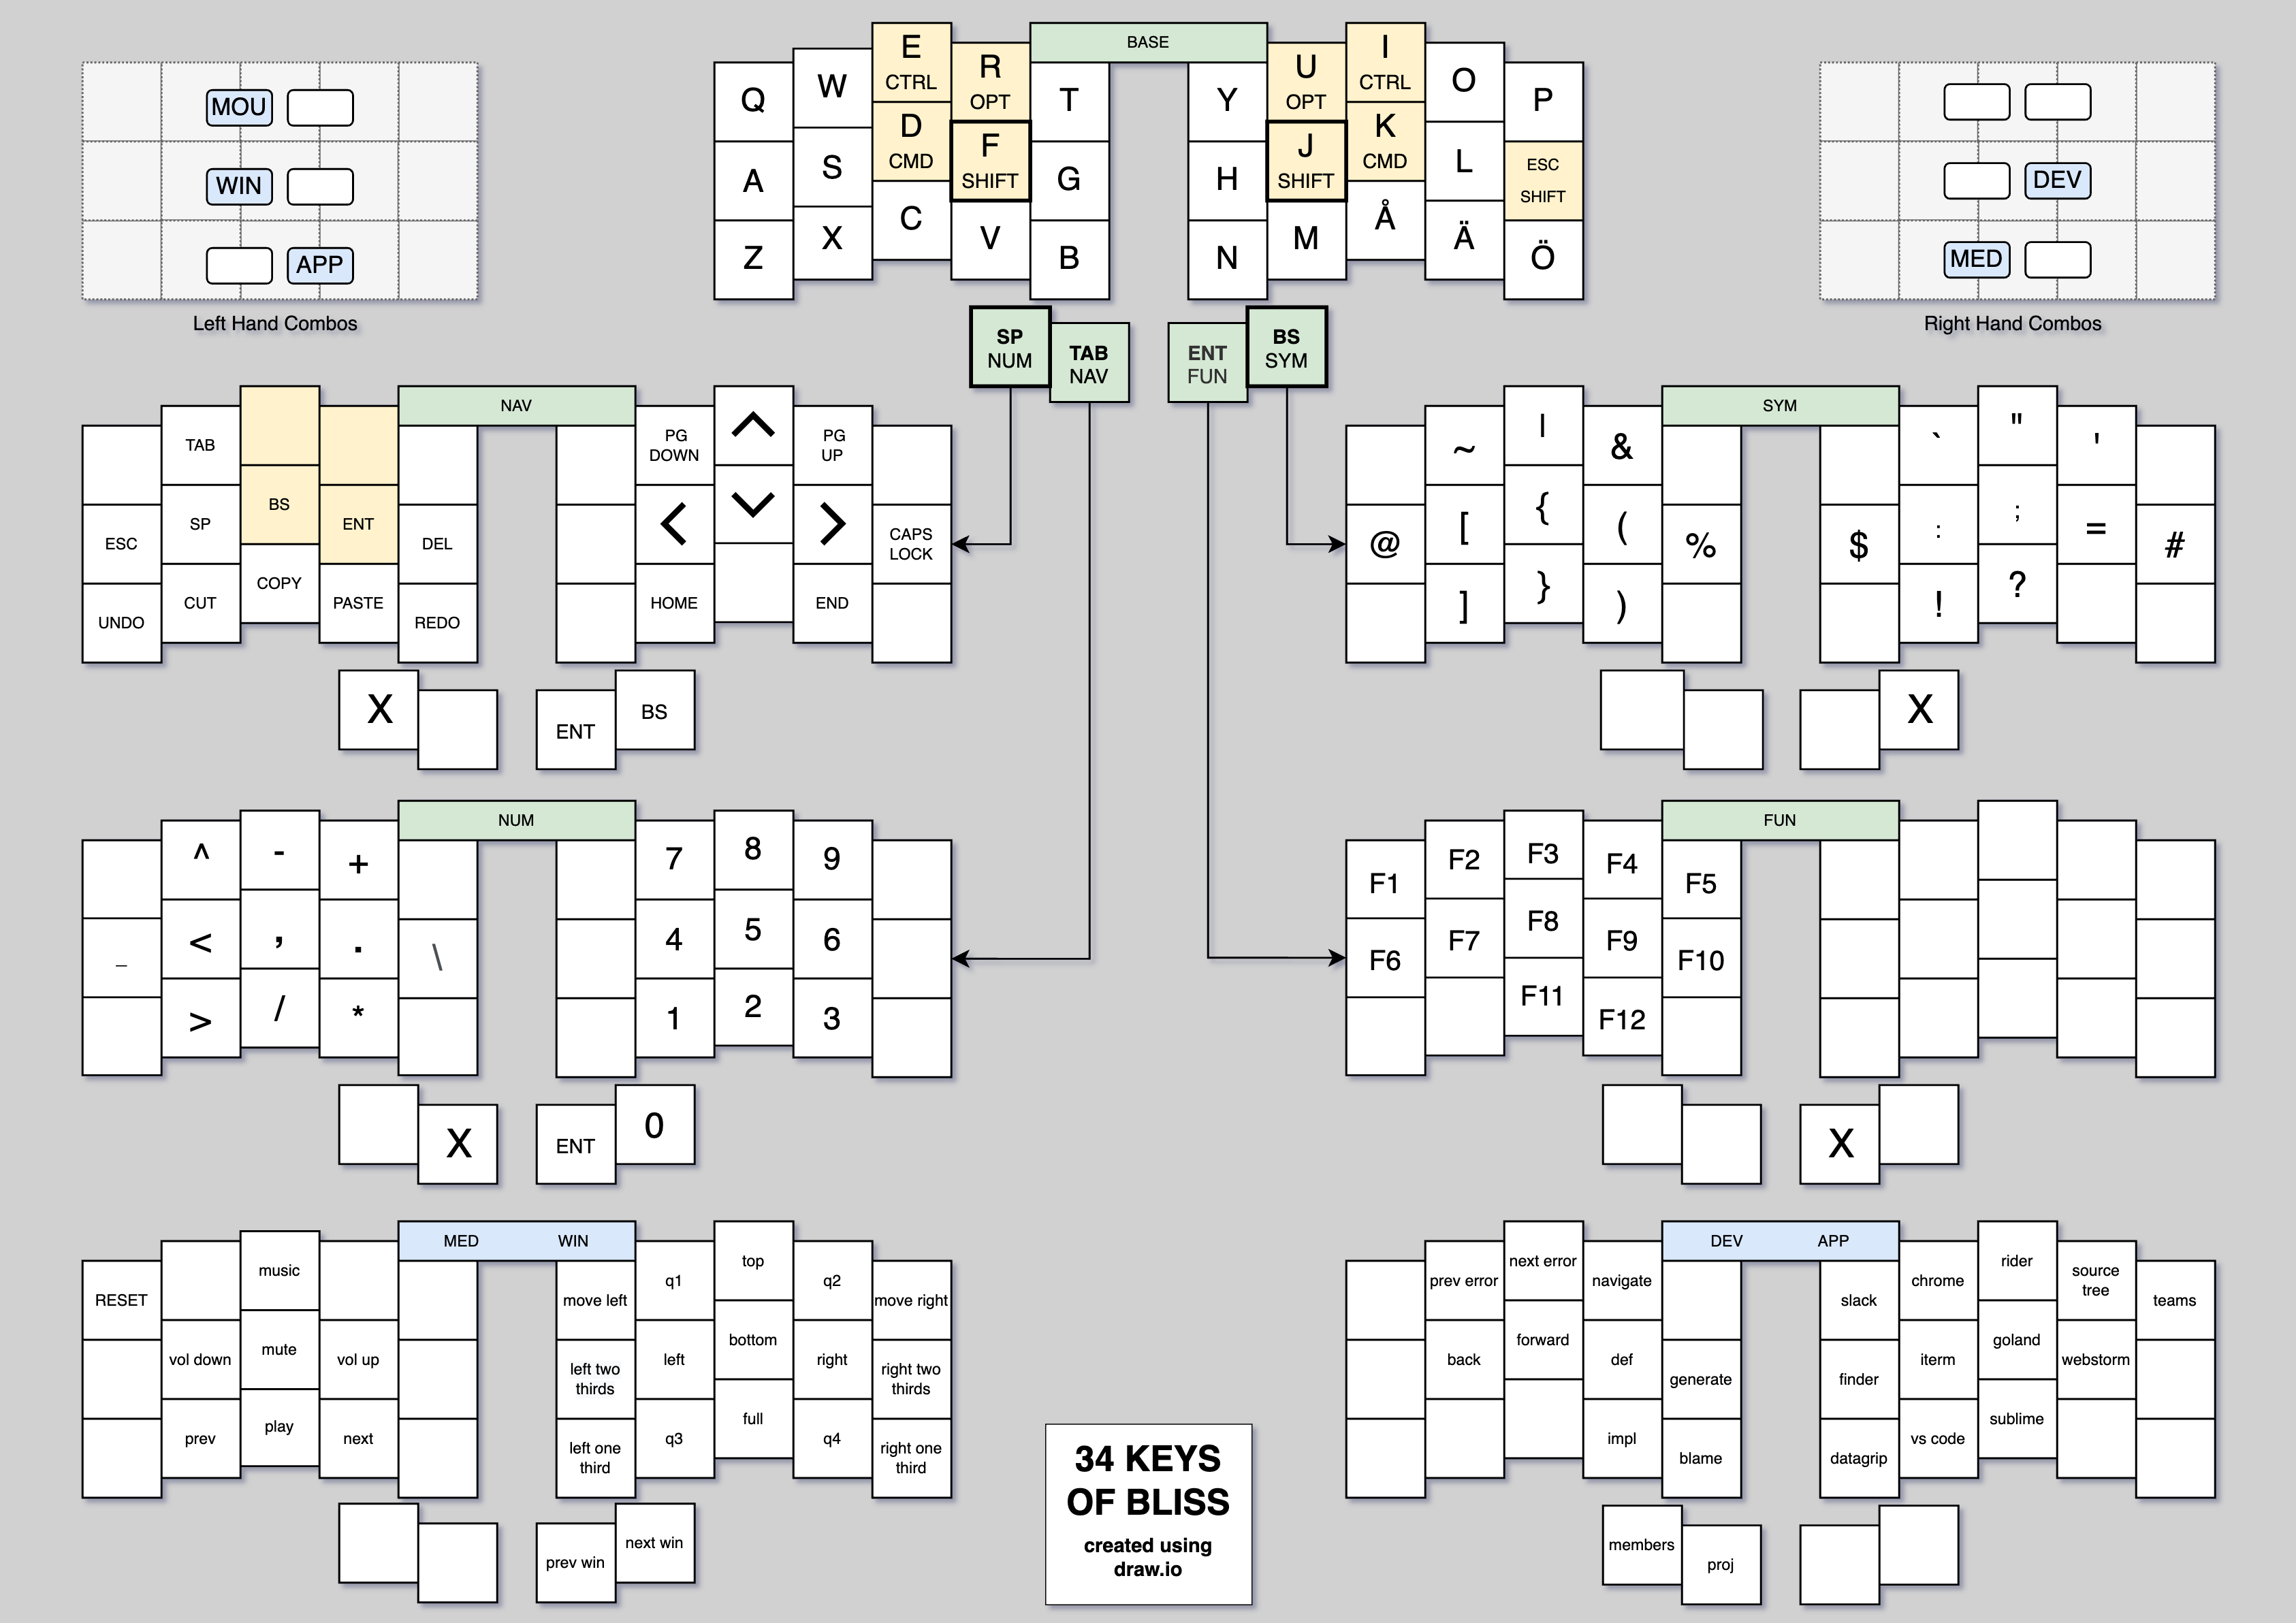 BASE
Q
W
E
CTRL
R
OPT
T
Y
U
OPT
I
CTRL
O
P
A
S
D
CMD
F
SHIFT
G
H
J
SHIFT
K
CMD
L
ESC
SHIFT
Z
X
C
V
B
N
M
Å
Ä
Ö
SP
NUM
TAB
NAV
ENT
FUN
BS
SYM
MOU
WIN
APP
Left Hand Combos
DEV
MED
Right Hand Combos
NAV
TAB
PG
DOWN
^
PG
UP
ESC
SP
BS
ENT
DEL
<
>
CAPS
LOCK
UNDO
CUT
COPY
PASTE
REDO
HOME
END
X
ENT
BS
SYM
~
|
&
`
"
'
@
[
{
(
%
$
:
;
=
#
]
}
)
!
?
X
NUM
^
-
+
7
8
9
_
<
,
.
\
4
5
6
>
/
*
1
2
3
X
ENT
0
FUN
F1
F2
F3
F4
F5
F6
F7
F8
F9
F10
F11
F12
X
MED
WIN
RESET
music
move left
q1
top
q2
move right
vol down
mute
vol up
left two
thirds
left
bottom
right
right two
thirds
prev
play
next
left one
third
q3
full
q4
right one
third
prev win
next win
34 KEYS
OF BLISS
created using
draw.io
DEV
APP
prev error
next error
navigate
slack
chrome
rider
source
tree
teams
back
forward
def
generate
finder
iterm
goland
webstorm
impl
blame
datagrip
vs code
sublime
members
proj